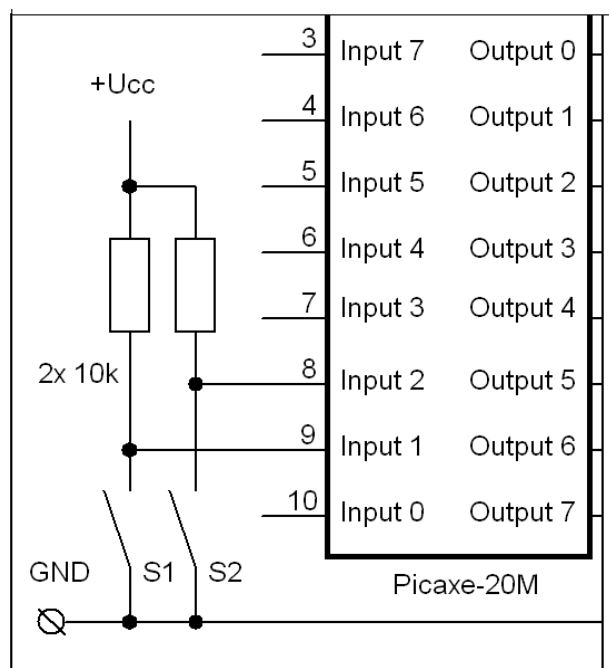 3 Input 7 Output 0
+Ucc
4 Input 6 Output 1
5 Input 5 Output 2
6 Input 4 Output 3
7 Input 3 Output 4
2x 10k
8 Input 2 Output 5
9 Input 1 Output 6
10 Input 0 Output 7
GND S1 S2
Picaxe-20M